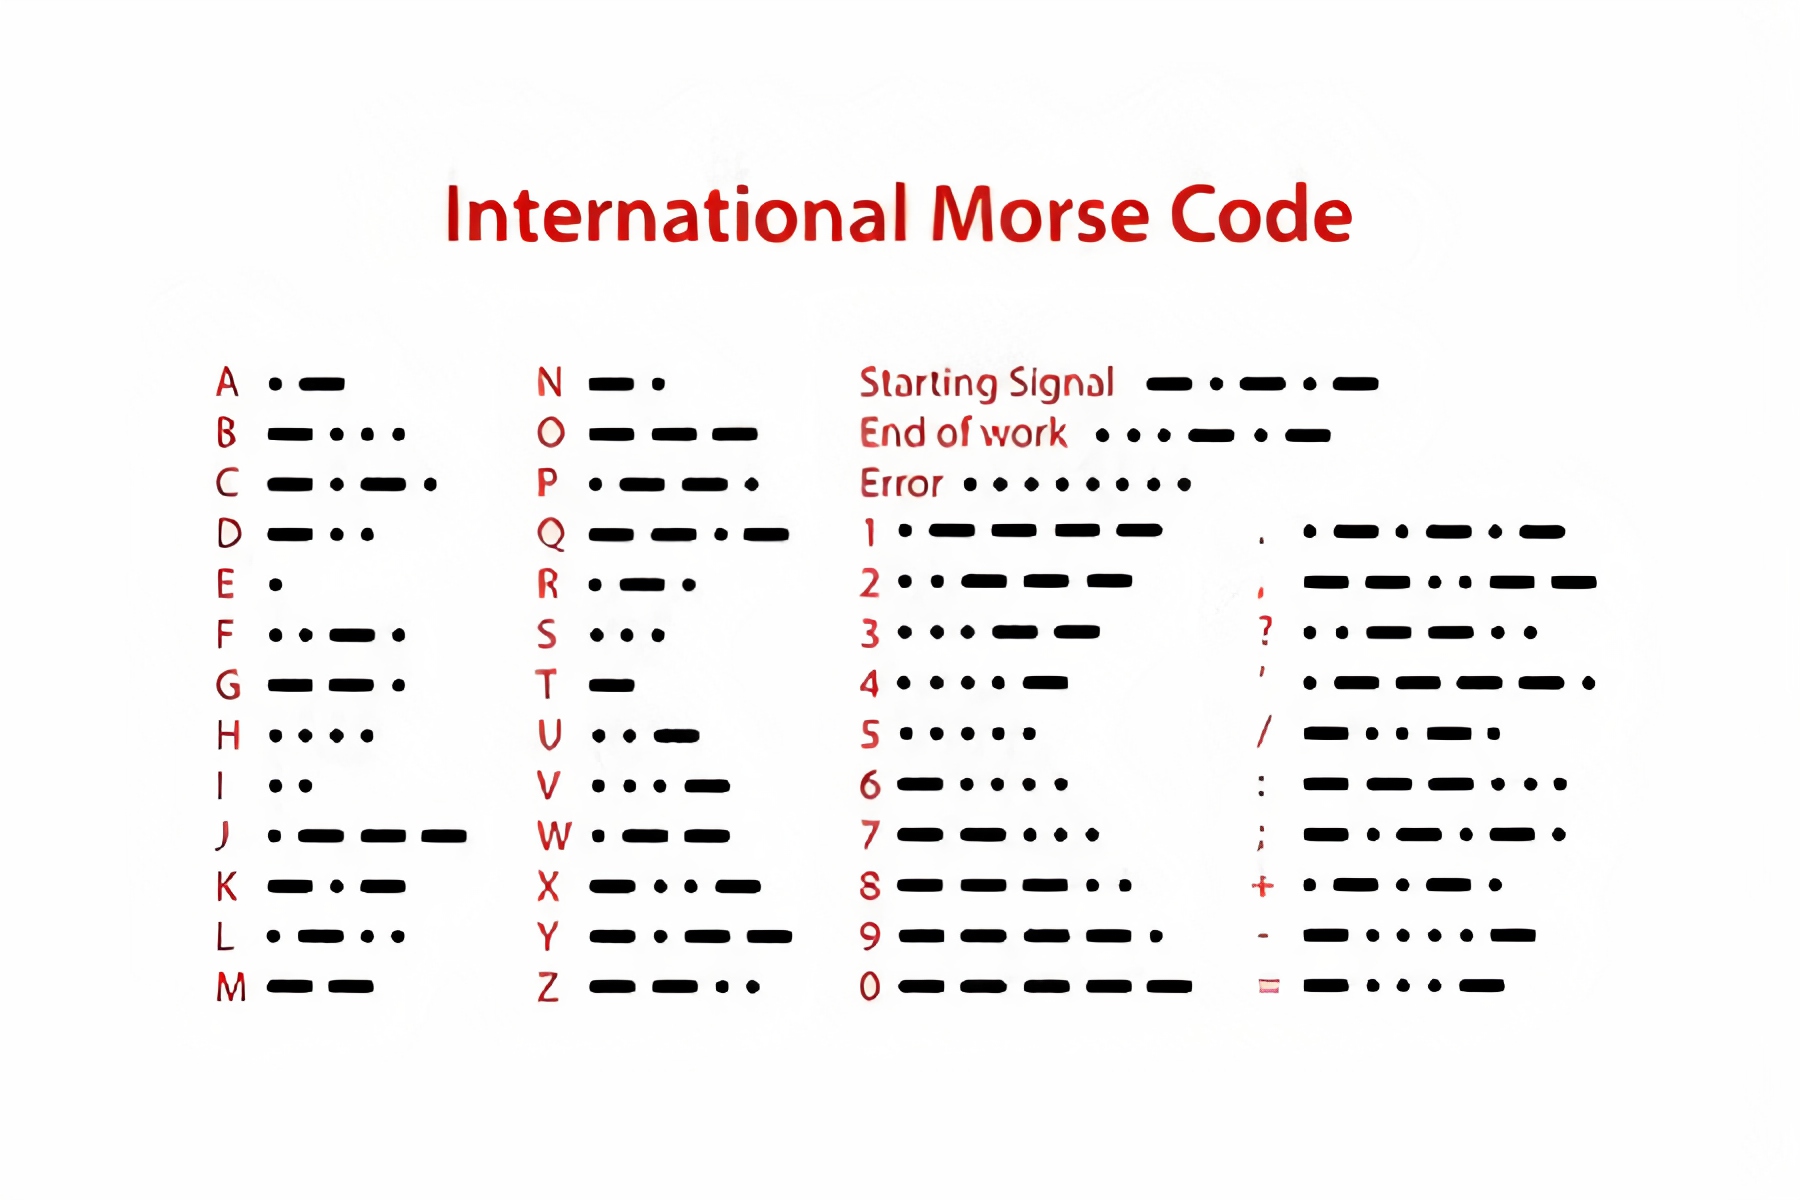 International Morse Code
A • —
B — • • •
C — • — •
D — • •
E •
F • • — •
G — — •
H • • • •
I • •
J • — — —
K — • —
L • — • •
M — —
N — •
O — — —
P • — — •
Q — — • —
R • — •
S • • •
T —
U • • —
V • • • —
W • — —
X — • • —
Y — • — —
Z — — • •
Starting Signal — • — • —
End of work • • • — • —
Error • • • • • • • •
1 • — — — —
2 • • — — —
3 • • • — —
4 • • • • —
5 • • • • •
6 — • • • •
7 — — • • •
8 — — — • •
9 — — — — •
0 — — — — —
. • — • — • —
, — — • • — —
? • • — — • •
' • — — — — •
/ — • • — •
: — — — • • •
; — • — • — •
+ • — • — •
- — • • • • —
= — • • • —